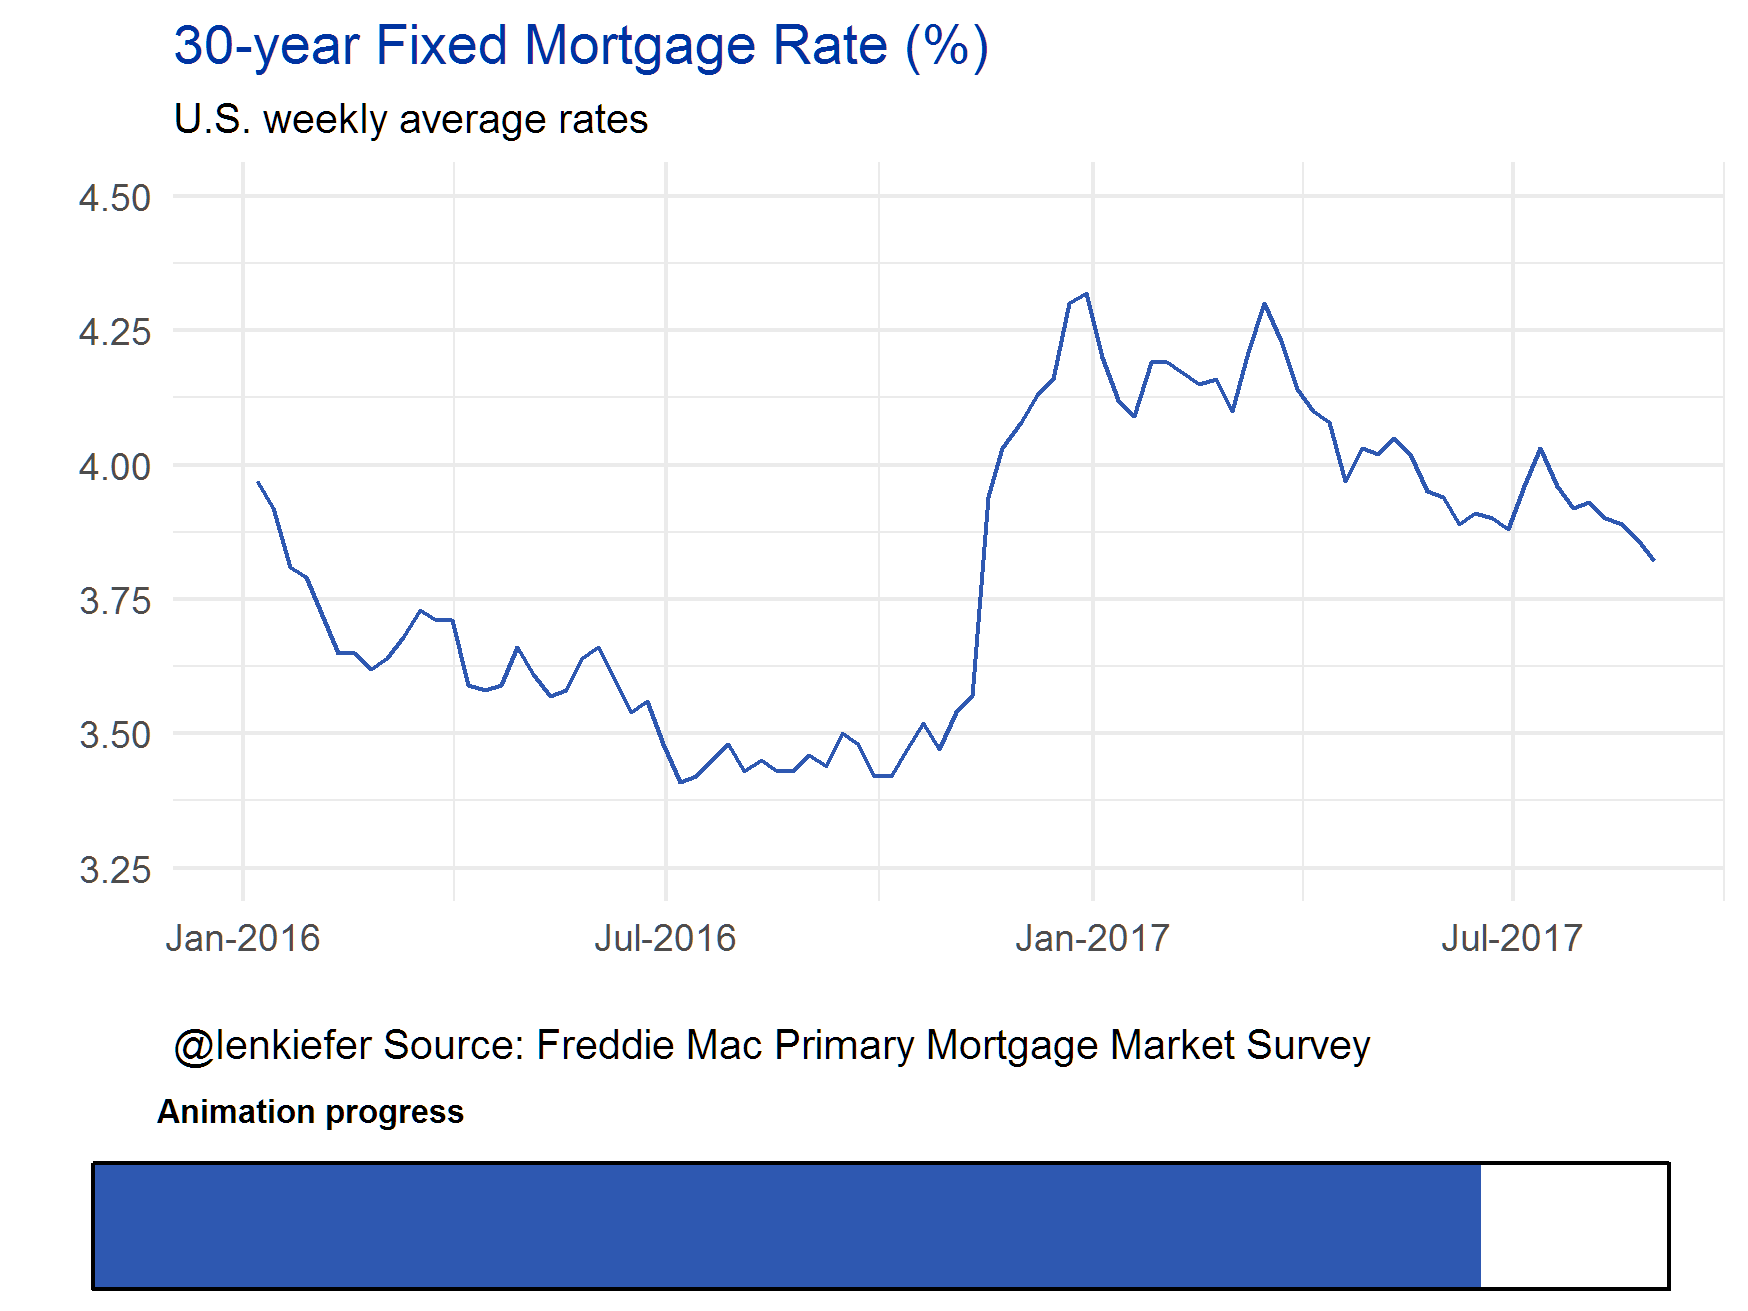 30-year Fixed Mortgage Rate (%)
U.S. weekly average rates
4.50
4.25
4.00
3.75
3.50
3.25
Jan-2016 Jul-2016 Jan-2017 Jul-2017
@lenkiefer Source: Freddie Mac Primary Mortgage Market Survey
Animation progress